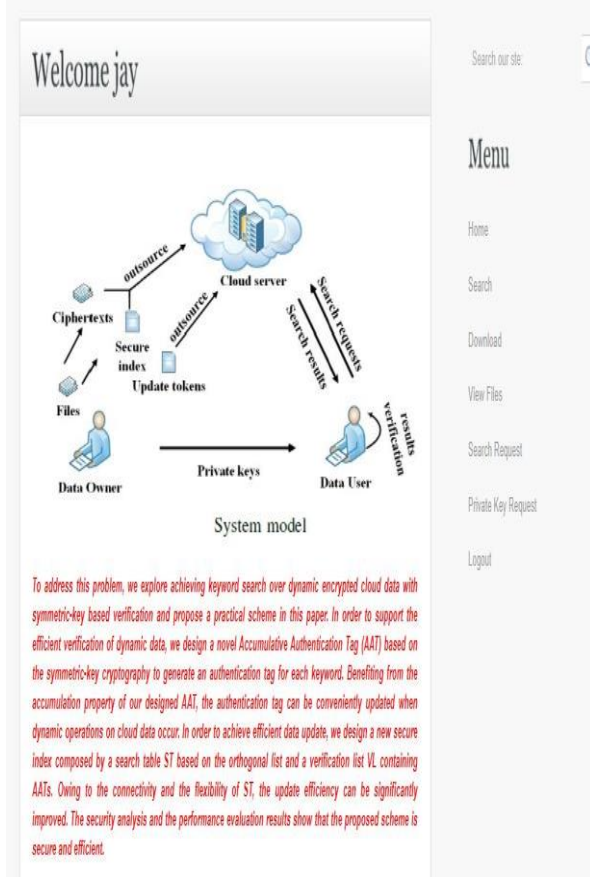 Welcome jay
outsource
Cloud server
Ciphertexts
Secure
index
outsource
Update tokens
Search results
Search requests
Files
results
verification
Data Owner
Private keys
Data User
System model
To address this problem, we explore achieving keyword search over dynamic encrypted cloud data with
symmetric-key based verification and propose a practical scheme in this paper. In order to support the
efficient verification of dynamic data, we design a novel Accumulative Authentication Tag (AAT) based on
the symmetric-key cryptography to generate an authentication tag for each keyword. Benefiting from the
accumulation property of our designed AAT, the authentication tag can be conveniently updated when
dynamic operations on cloud data occur. In order to achieve efficient data update, we design a new secure
index composed by a search table ST based on the orthogonal list and a verification list VL containing
AATs. Owing to the connectivity and the flexibility of ST, the update efficiency can be significantly
improved. The security analysis and the performance evaluation results show that the proposed scheme is
secure and efficient.
Search our site:
Menu
Home
Search
Download
View Files
Search Request
Private Key Request
Logout